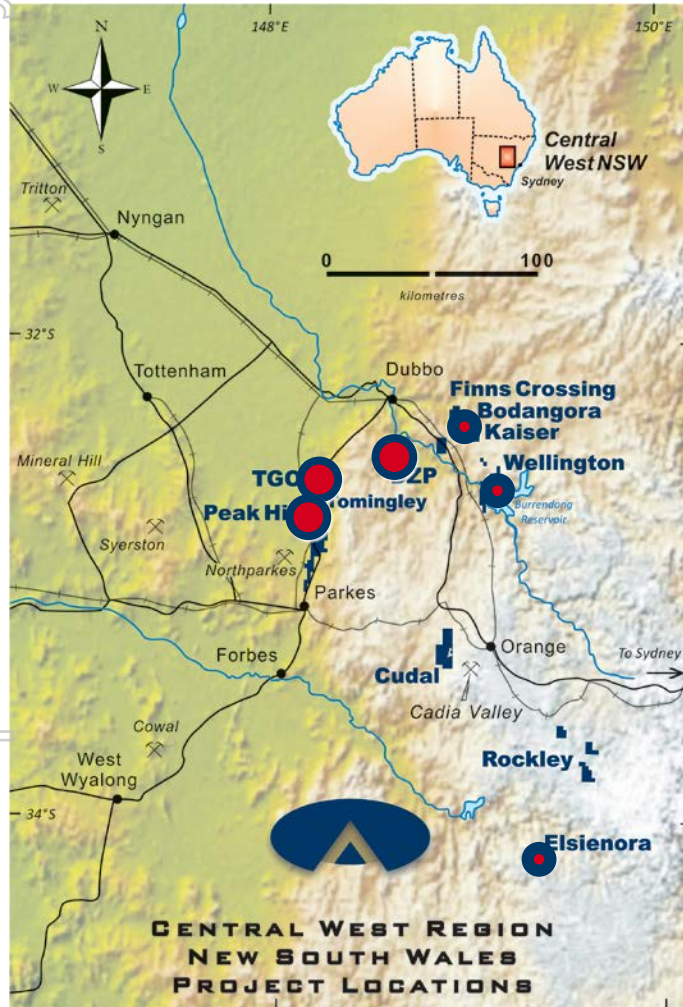 148°E
150°E
N
W
E
S
Central
West NSW
Sydney
Tritton
Nyngan
0
100
kilometres
32°S
Dubbo
Tottenham
Finns Crossing
Bodangora
Kaiser
Mineral Hill
TGO
ZP
Wellington
Tomingley
Peak Hi
Burrendong
Reservoir
Syerston
Northparkes
Parkes
Forbes
Orange
To Sydney
Cudal
Cadia Valley
Cowal
West
Wyalong
Rockley
34°S
Elsienora
CENTRAL WEST REGION
NEW SOUTH WALES
PROJECT LOCATIONS